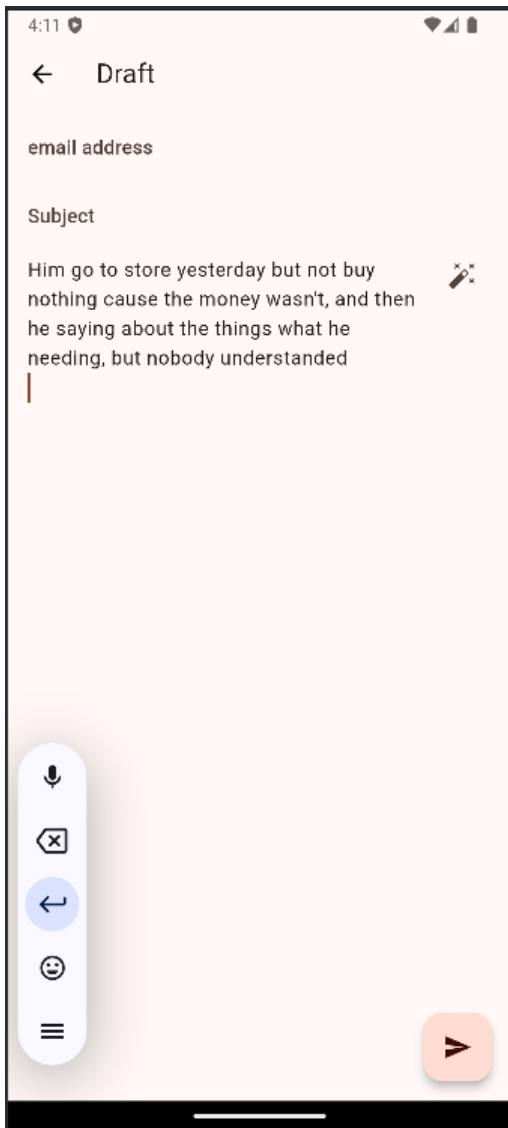 4:11
Draft
email address
Subject
Him go to store yesterday but not buy
nothing cause the money wasn't, and then
he saying about the things what he
needing, but nobody understanded